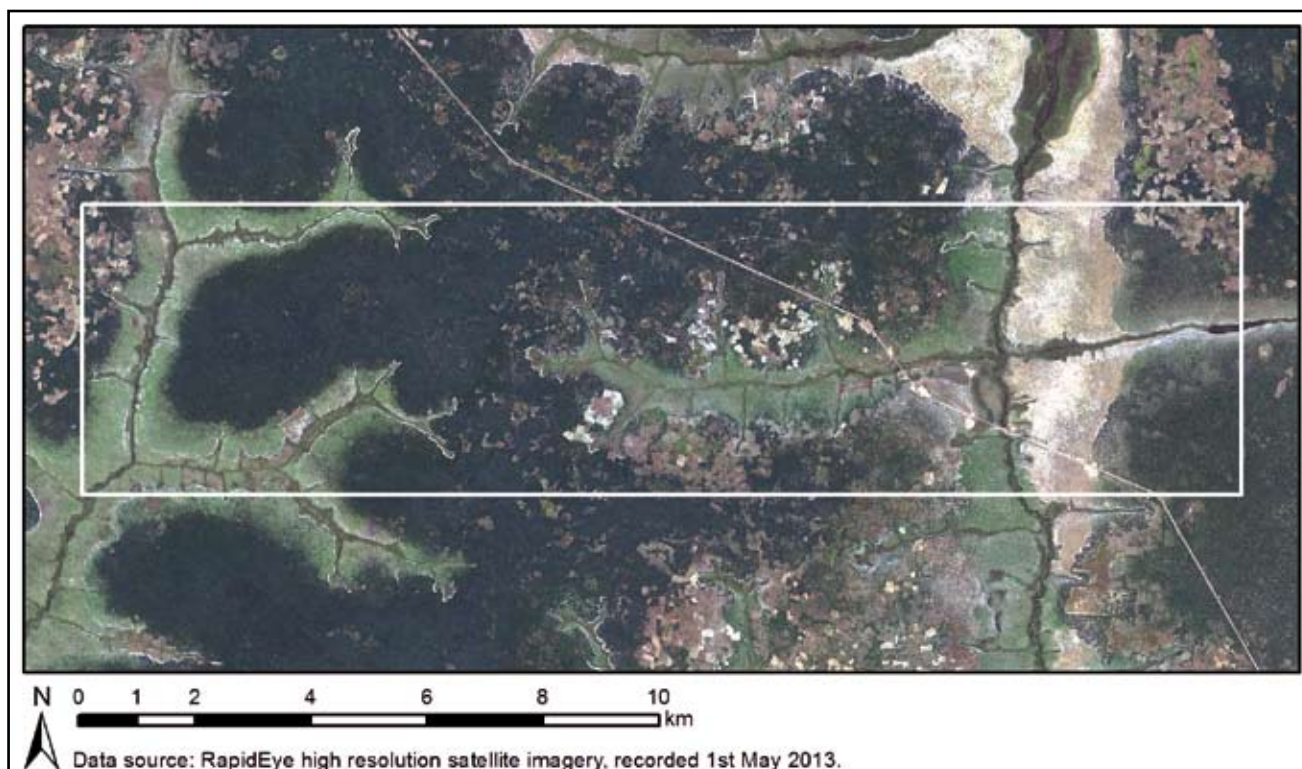 N 0 1 2 4 6 8 10
km
Data source: RapidEye high resolution satellite imagery, recorded 1st May 2013.